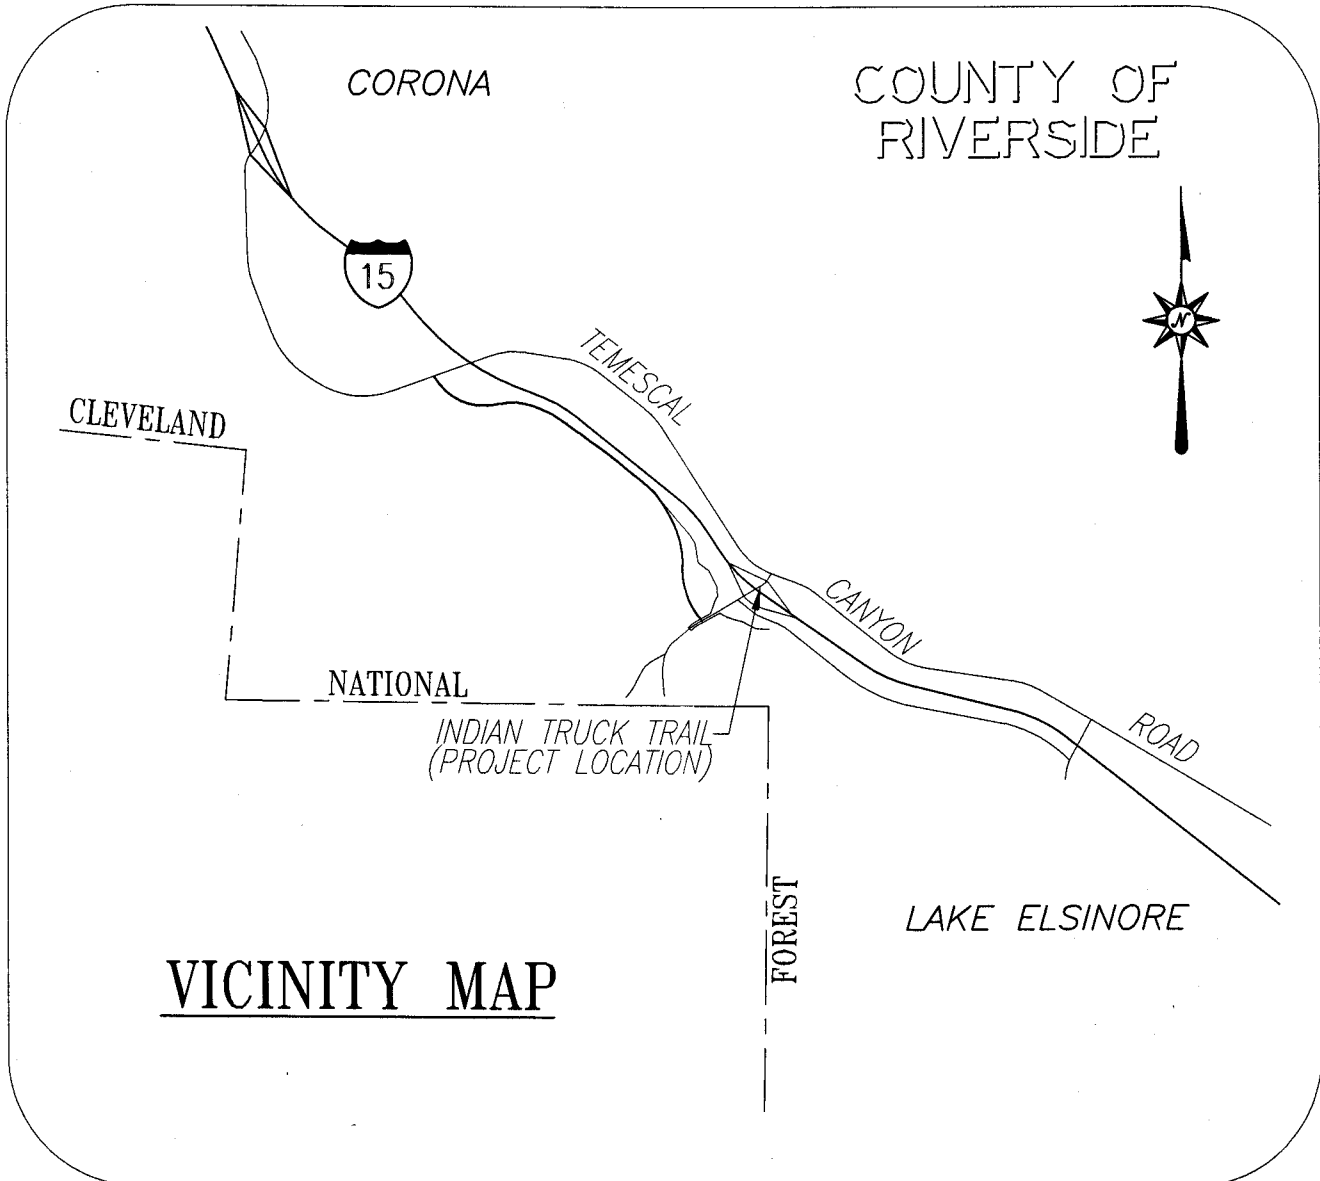 CORONA
COUNTY OF
RIVERSIDE
15
N
TEMESCAL
CLEVELAND
CANYON
NATIONAL
INDIAN TRUCK TRAIL
(PROJECT LOCATION)
ROAD
FOREST
LAKE ELSINORE
VICINITY MAP